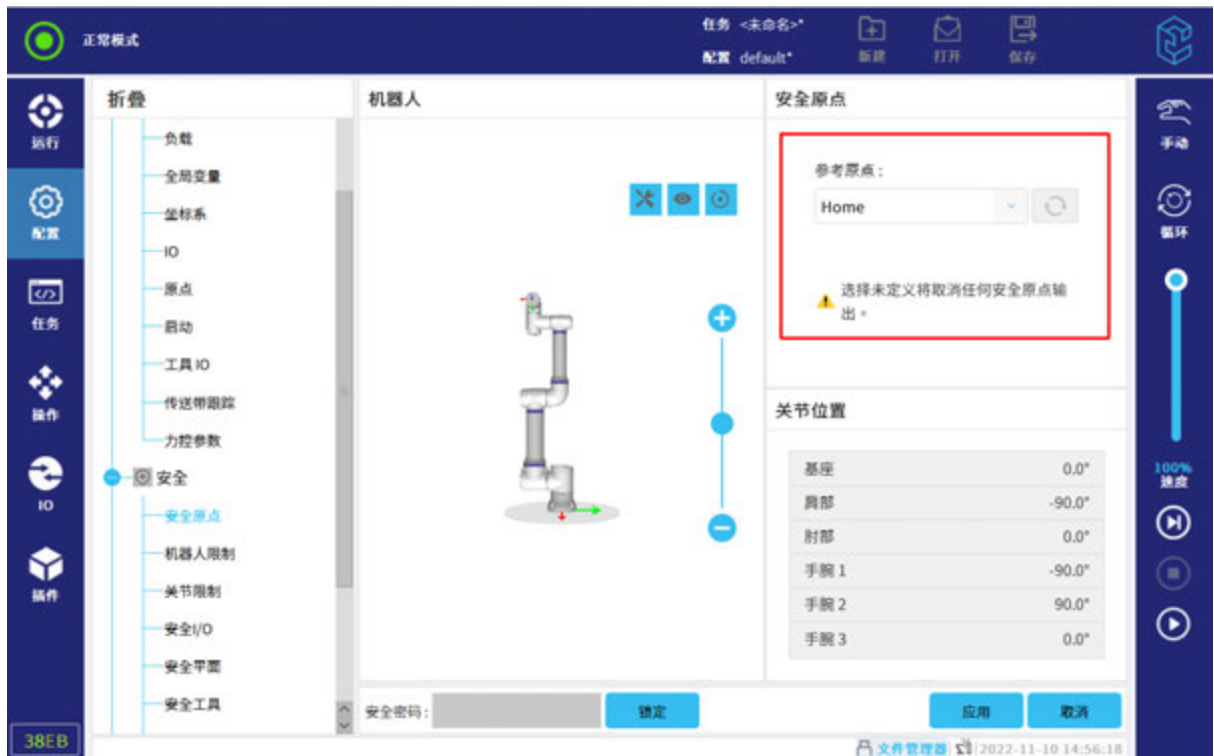 正常模式
任务 <未命名>*
配置 default*
新建
打开
保存
运行
配置
任务
操作
IO
插件
38EB
折叠
负载
全局变量
坐标系
IO
原点
启动
工具 IO
传送带跟踪
力控参数
安全
安全原点
机器人限制
关节限制
安全I/O
安全平面
安全工具
机器人
安全原点
参考原点：
Home
选择未定义将取消任何安全原点输
出。
关节位置
基座 0.0°
肩部 -90.0°
肘部 0.0°
手腕 1 -90.0°
手腕 2 90.0°
手腕 3 0.0°
安全密码：
锁定
应用
取消
文件管理器
2022-11-10 14:56:18
手动
循环
100%
速度